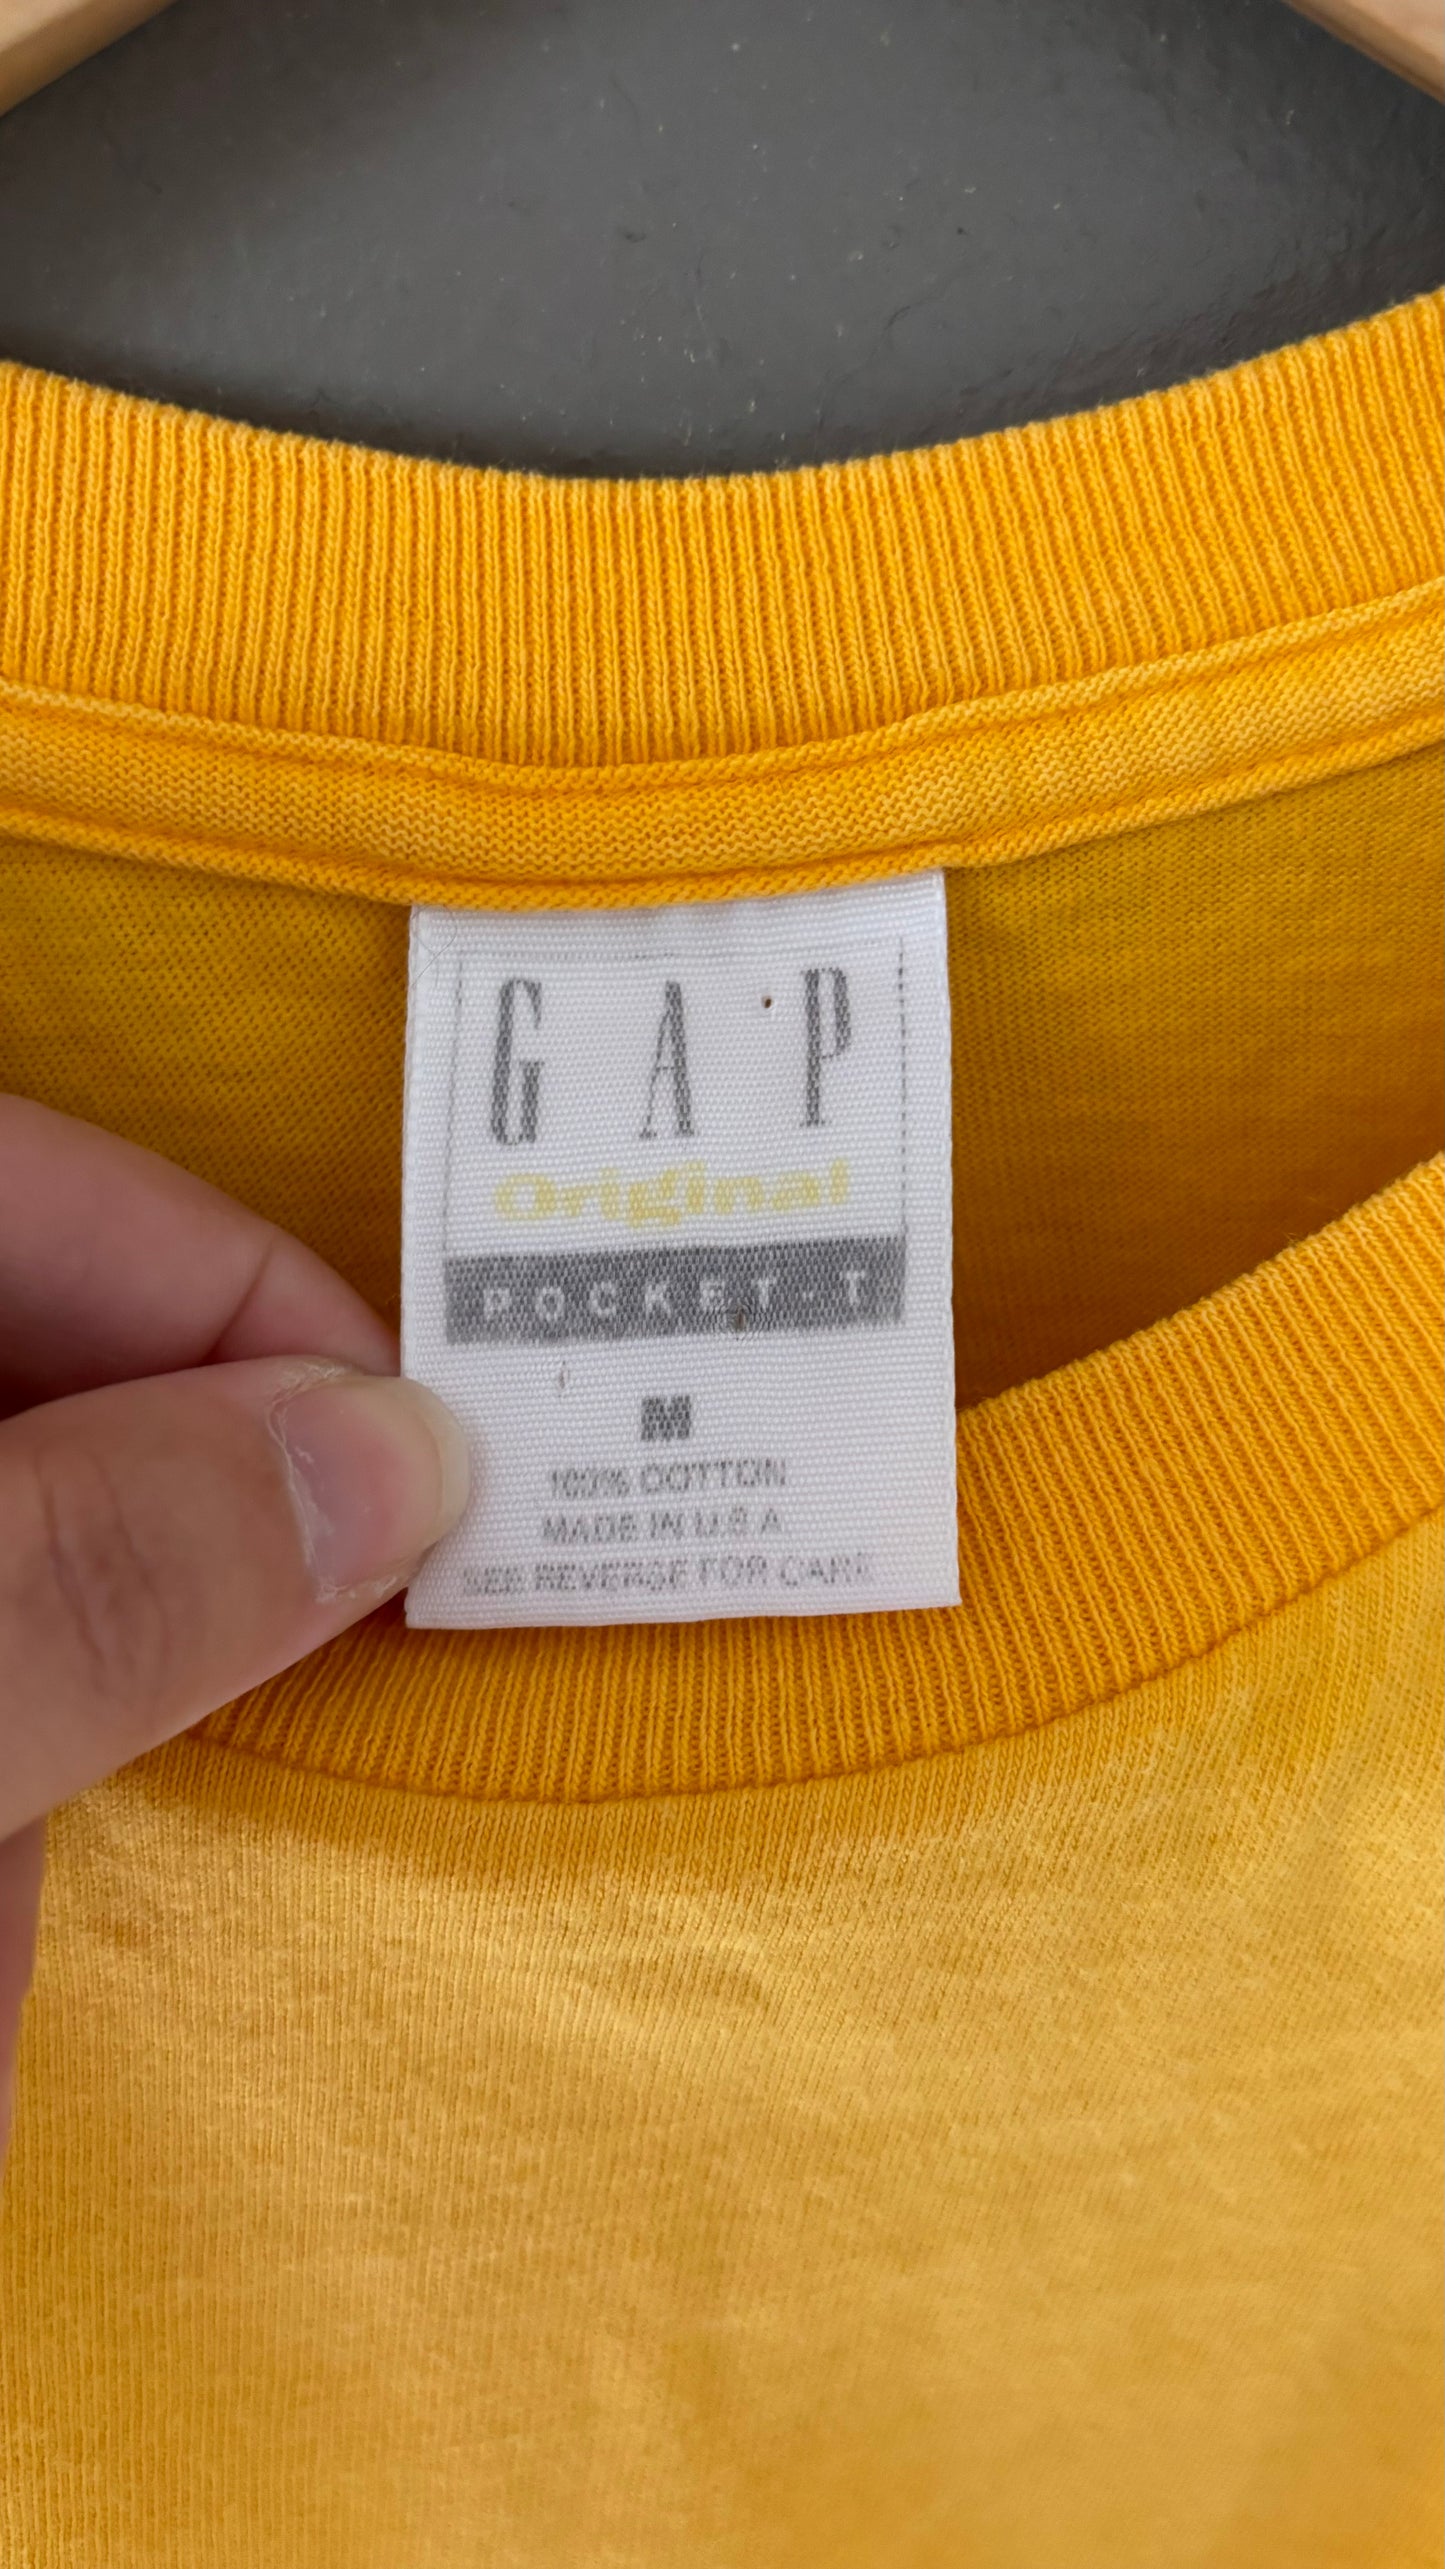 GAP
Original
POCKET-T
M
100% COTTON
MADE IN U.S.A
SEE REVERSE FOR CARE